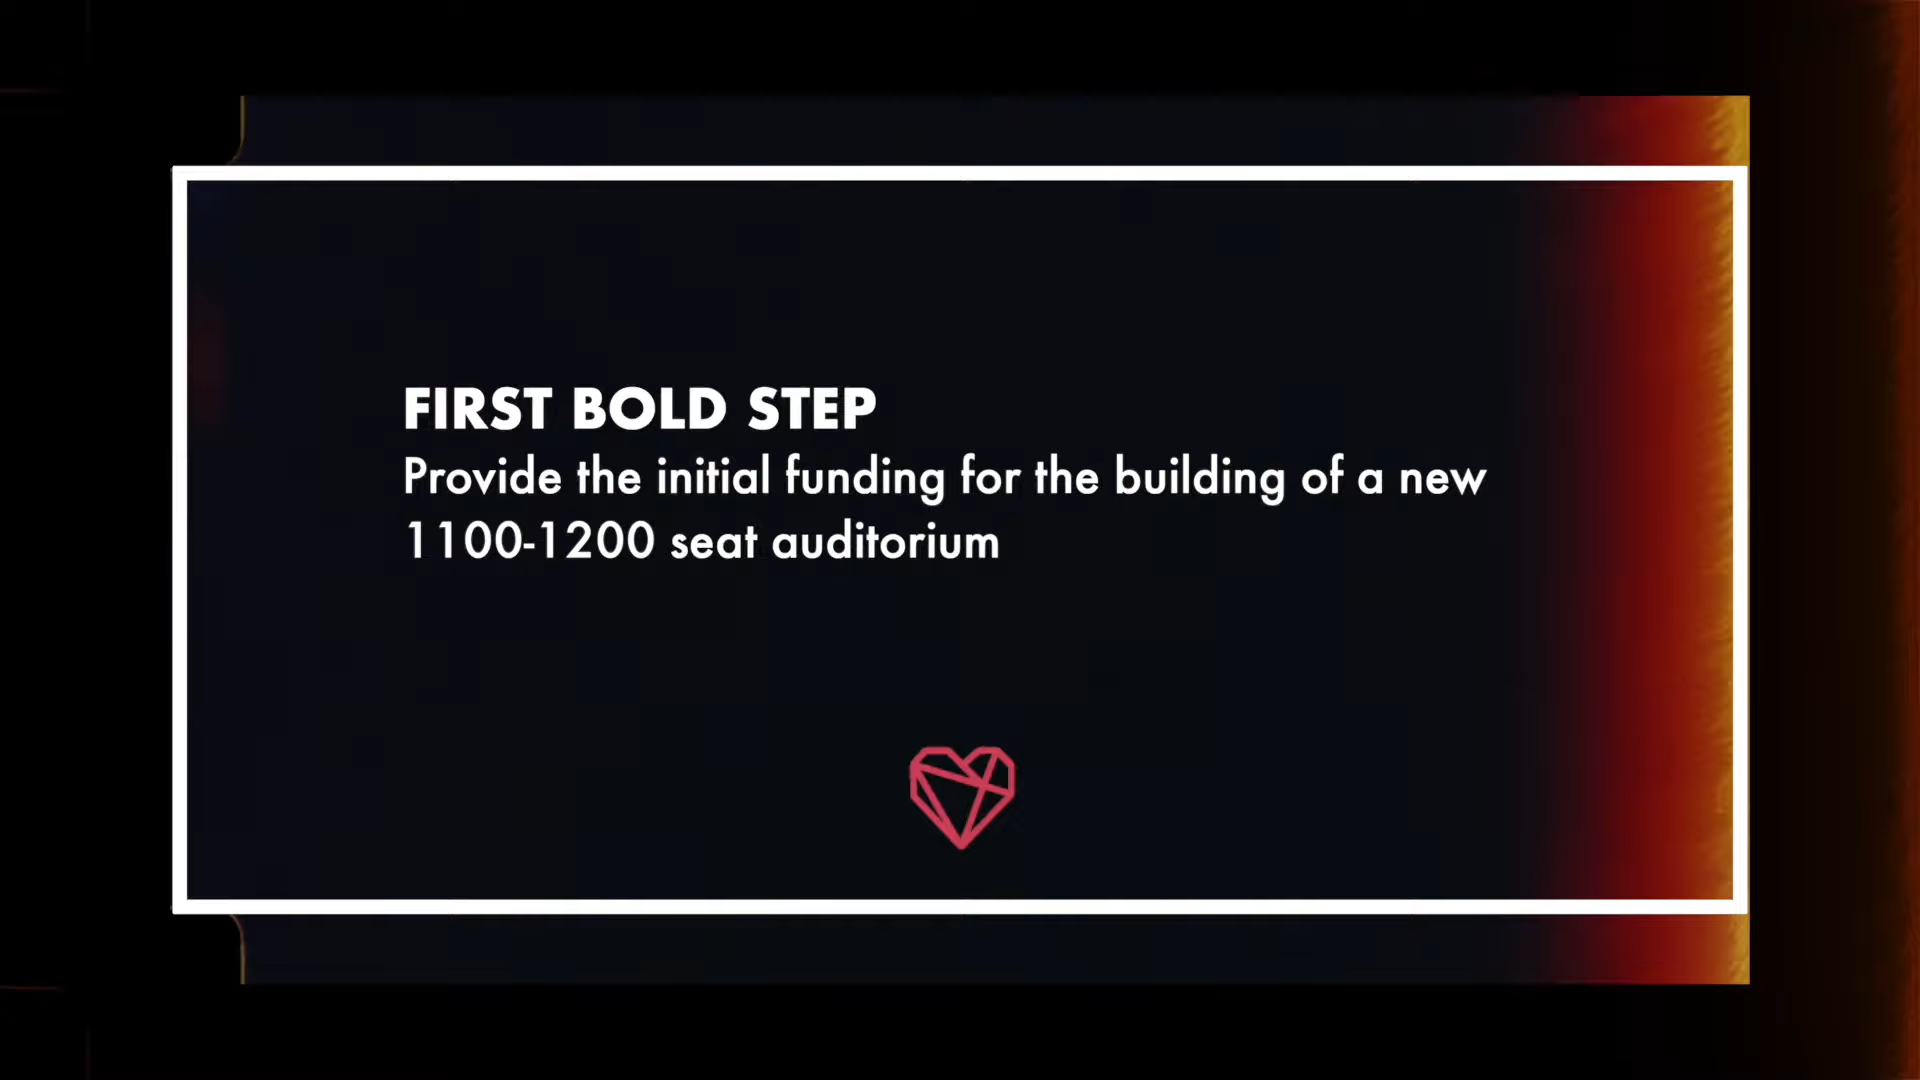 FIRST BOLD STEP
Provide the initial funding for the building of a new
1100-1200 seat auditorium